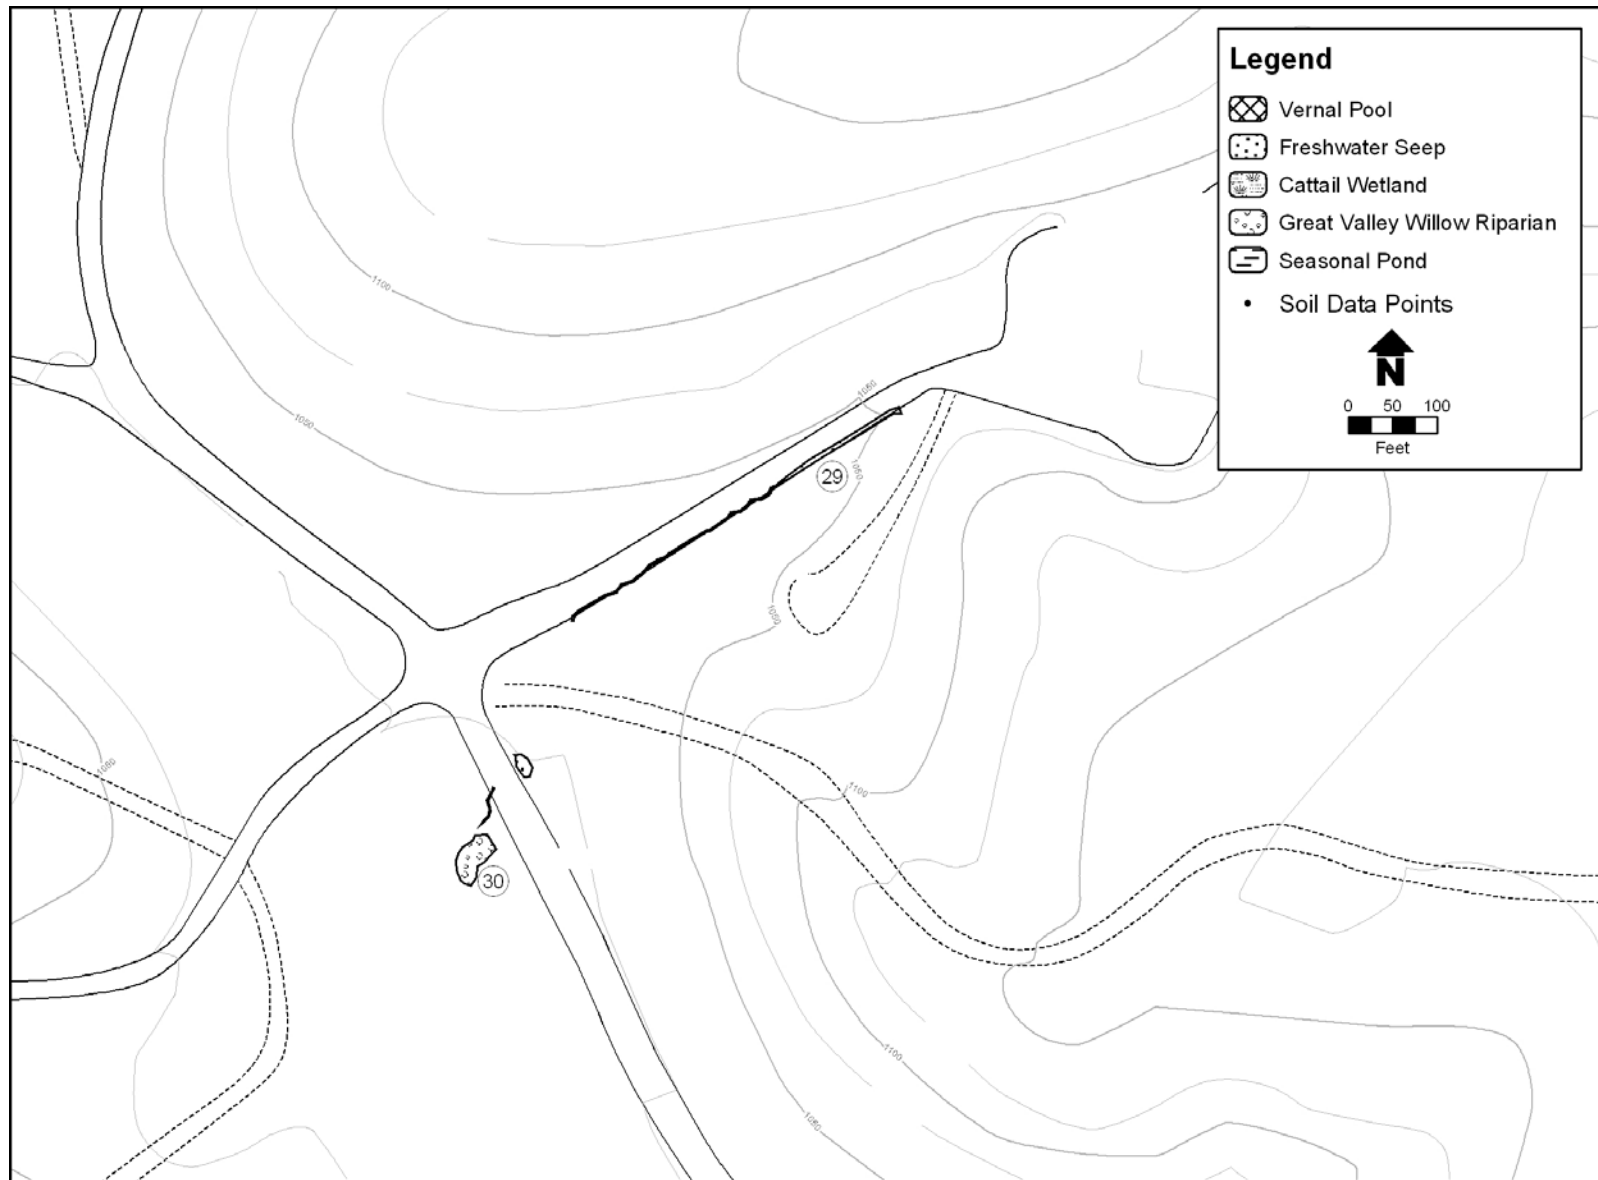 Legend
Vernal Pool
Freshwater Seep
Cattail Wetland
Great Valley Willow Riparian
Seasonal Pond
Soil Data Points
N
0 50 100
Feet
1100
1050
1050
29
1050
1050
1050
1100
30
1100
1050